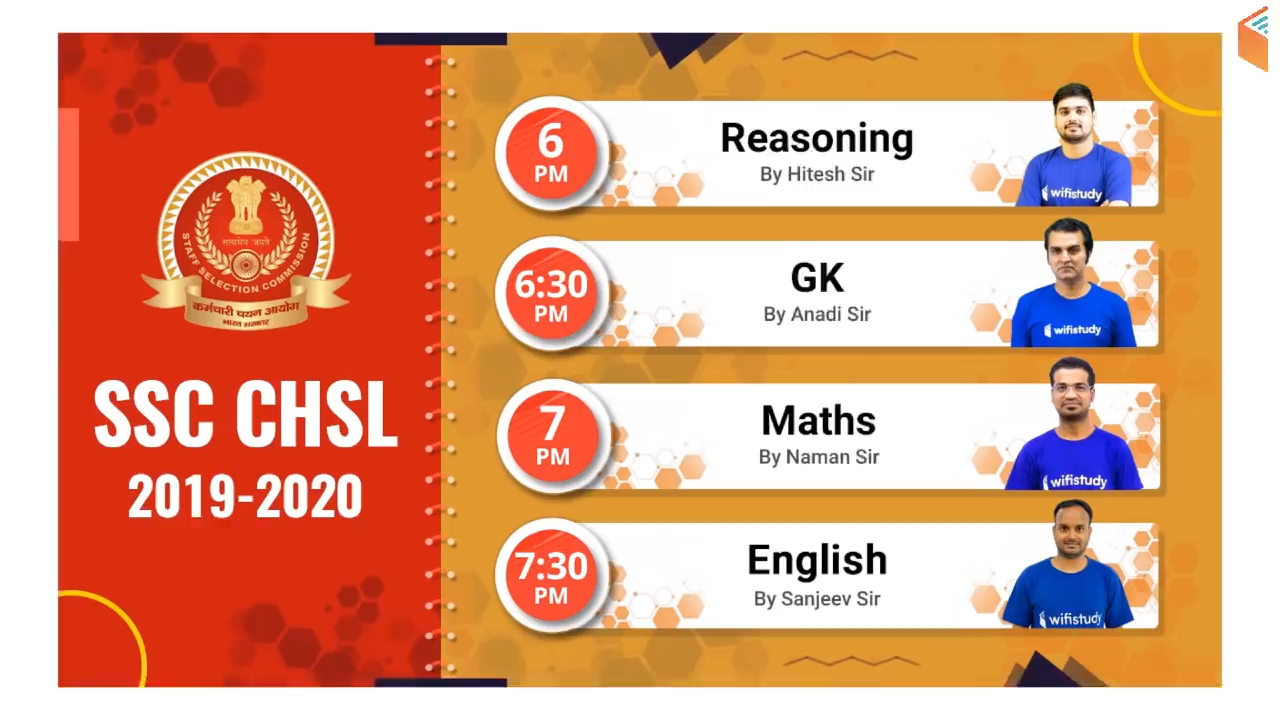 सत्यमेव जयते
STAFF SELECTION COMMISSION
कर्मचारी चयन आयोग
भारत सरकार
SSC CHSL
2019-2020
6
PM
Reasoning
By Hitesh Sir
wifistudy
6:30
PM
GK
By Anadi Sir
wifistudy
7
PM
Maths
By Naman Sir
wifistudy
7:30
PM
English
By Sanjeev Sir
wifistudy